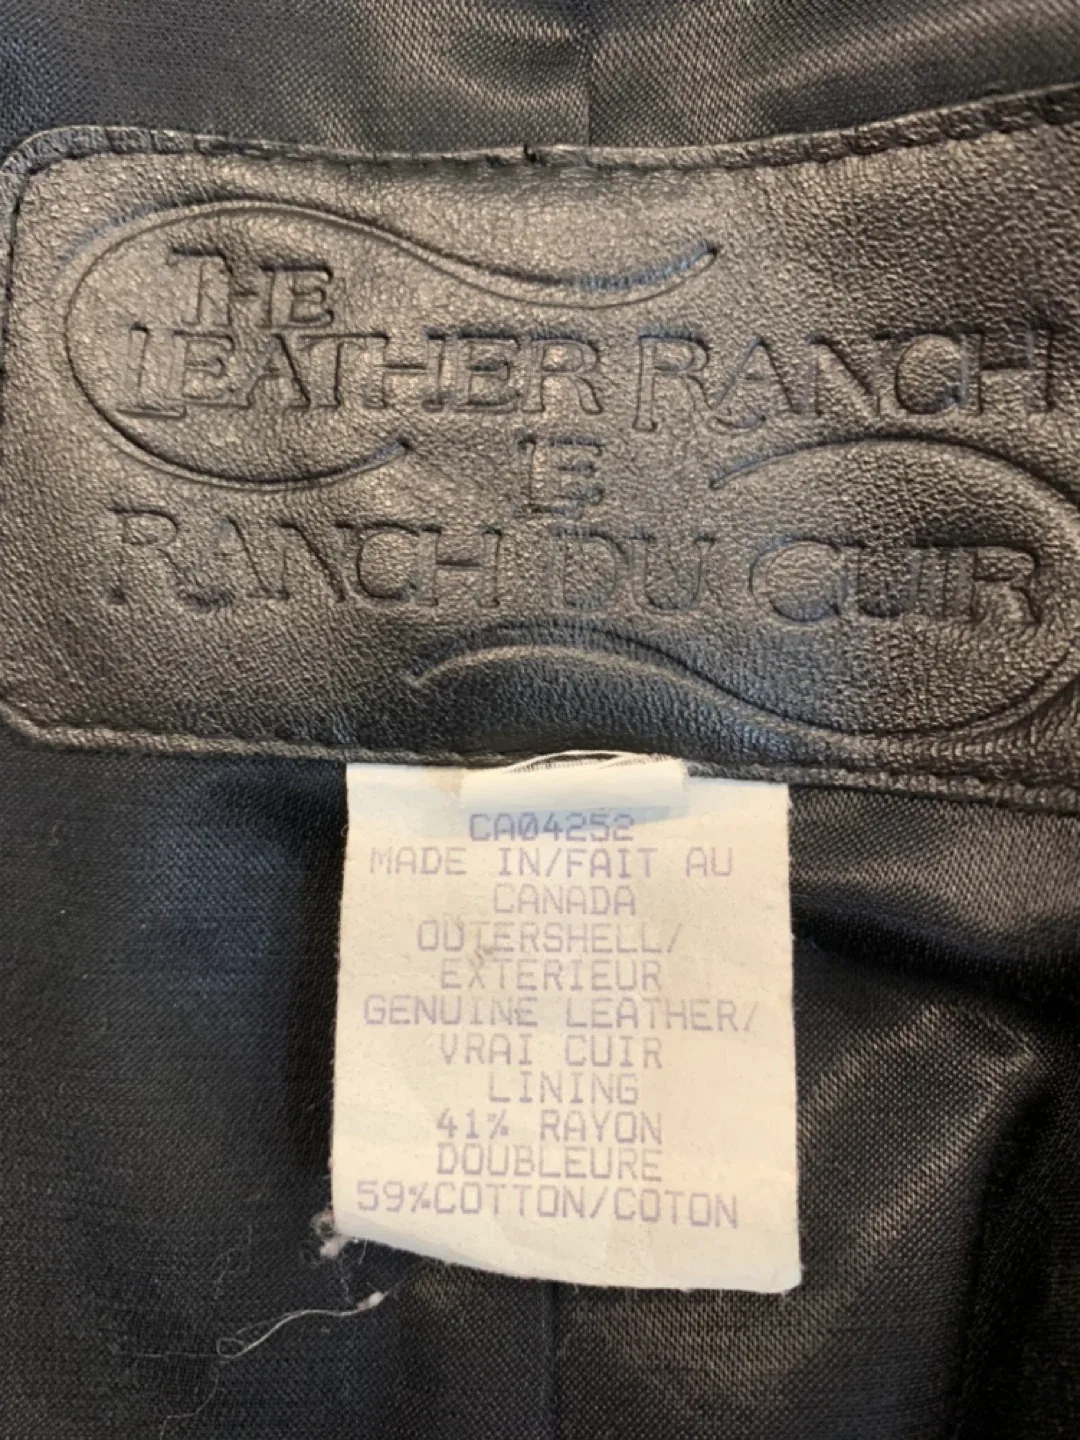 THE
LEATHER RANCH
LE
RANCH DU CUIR
CA04252
MADE IN/FAIT AU
CANADA
OUTERSHELL/
EXTERIEUR
GENUINE LEATHER/
VRAI CUIR
LINING
41% RAYON
DOUBLEURE
59%COTTON/COTON